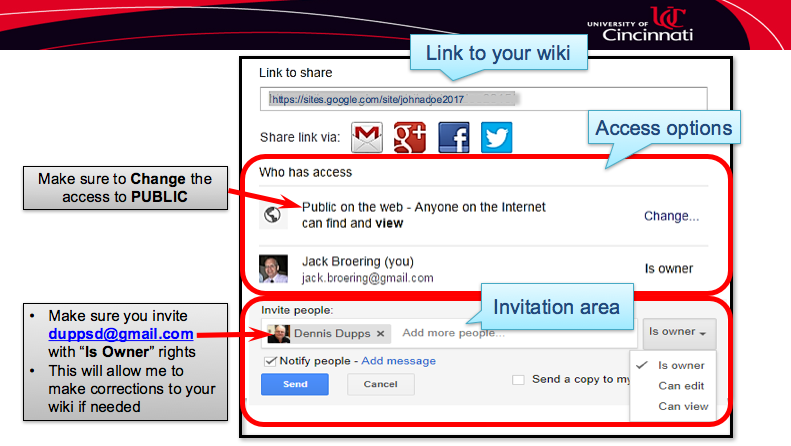 UNIVERSITY OF
Cincinnati
Link to your wiki
Link to share
https://sites.google.com/site/johnadoe2017
Share link via:
Access options
Who has access
Make sure to Change the
access to PUBLIC
Public on the web - Anyone on the Internet
can find and view
Change...
Jack Broering (you)
jack.broering@gmail.com
Is owner
Invitation area
Invite people:
Dennis Dupps × Add more people...
Is owner
• Make sure you invite
duppsd@gmail.com
with “Is Owner” rights
• This will allow me to
make corrections to your
wiki if needed
Notify people - Add message
Send Cancel
Send a copy to my
Is owner
Can edit
Can view